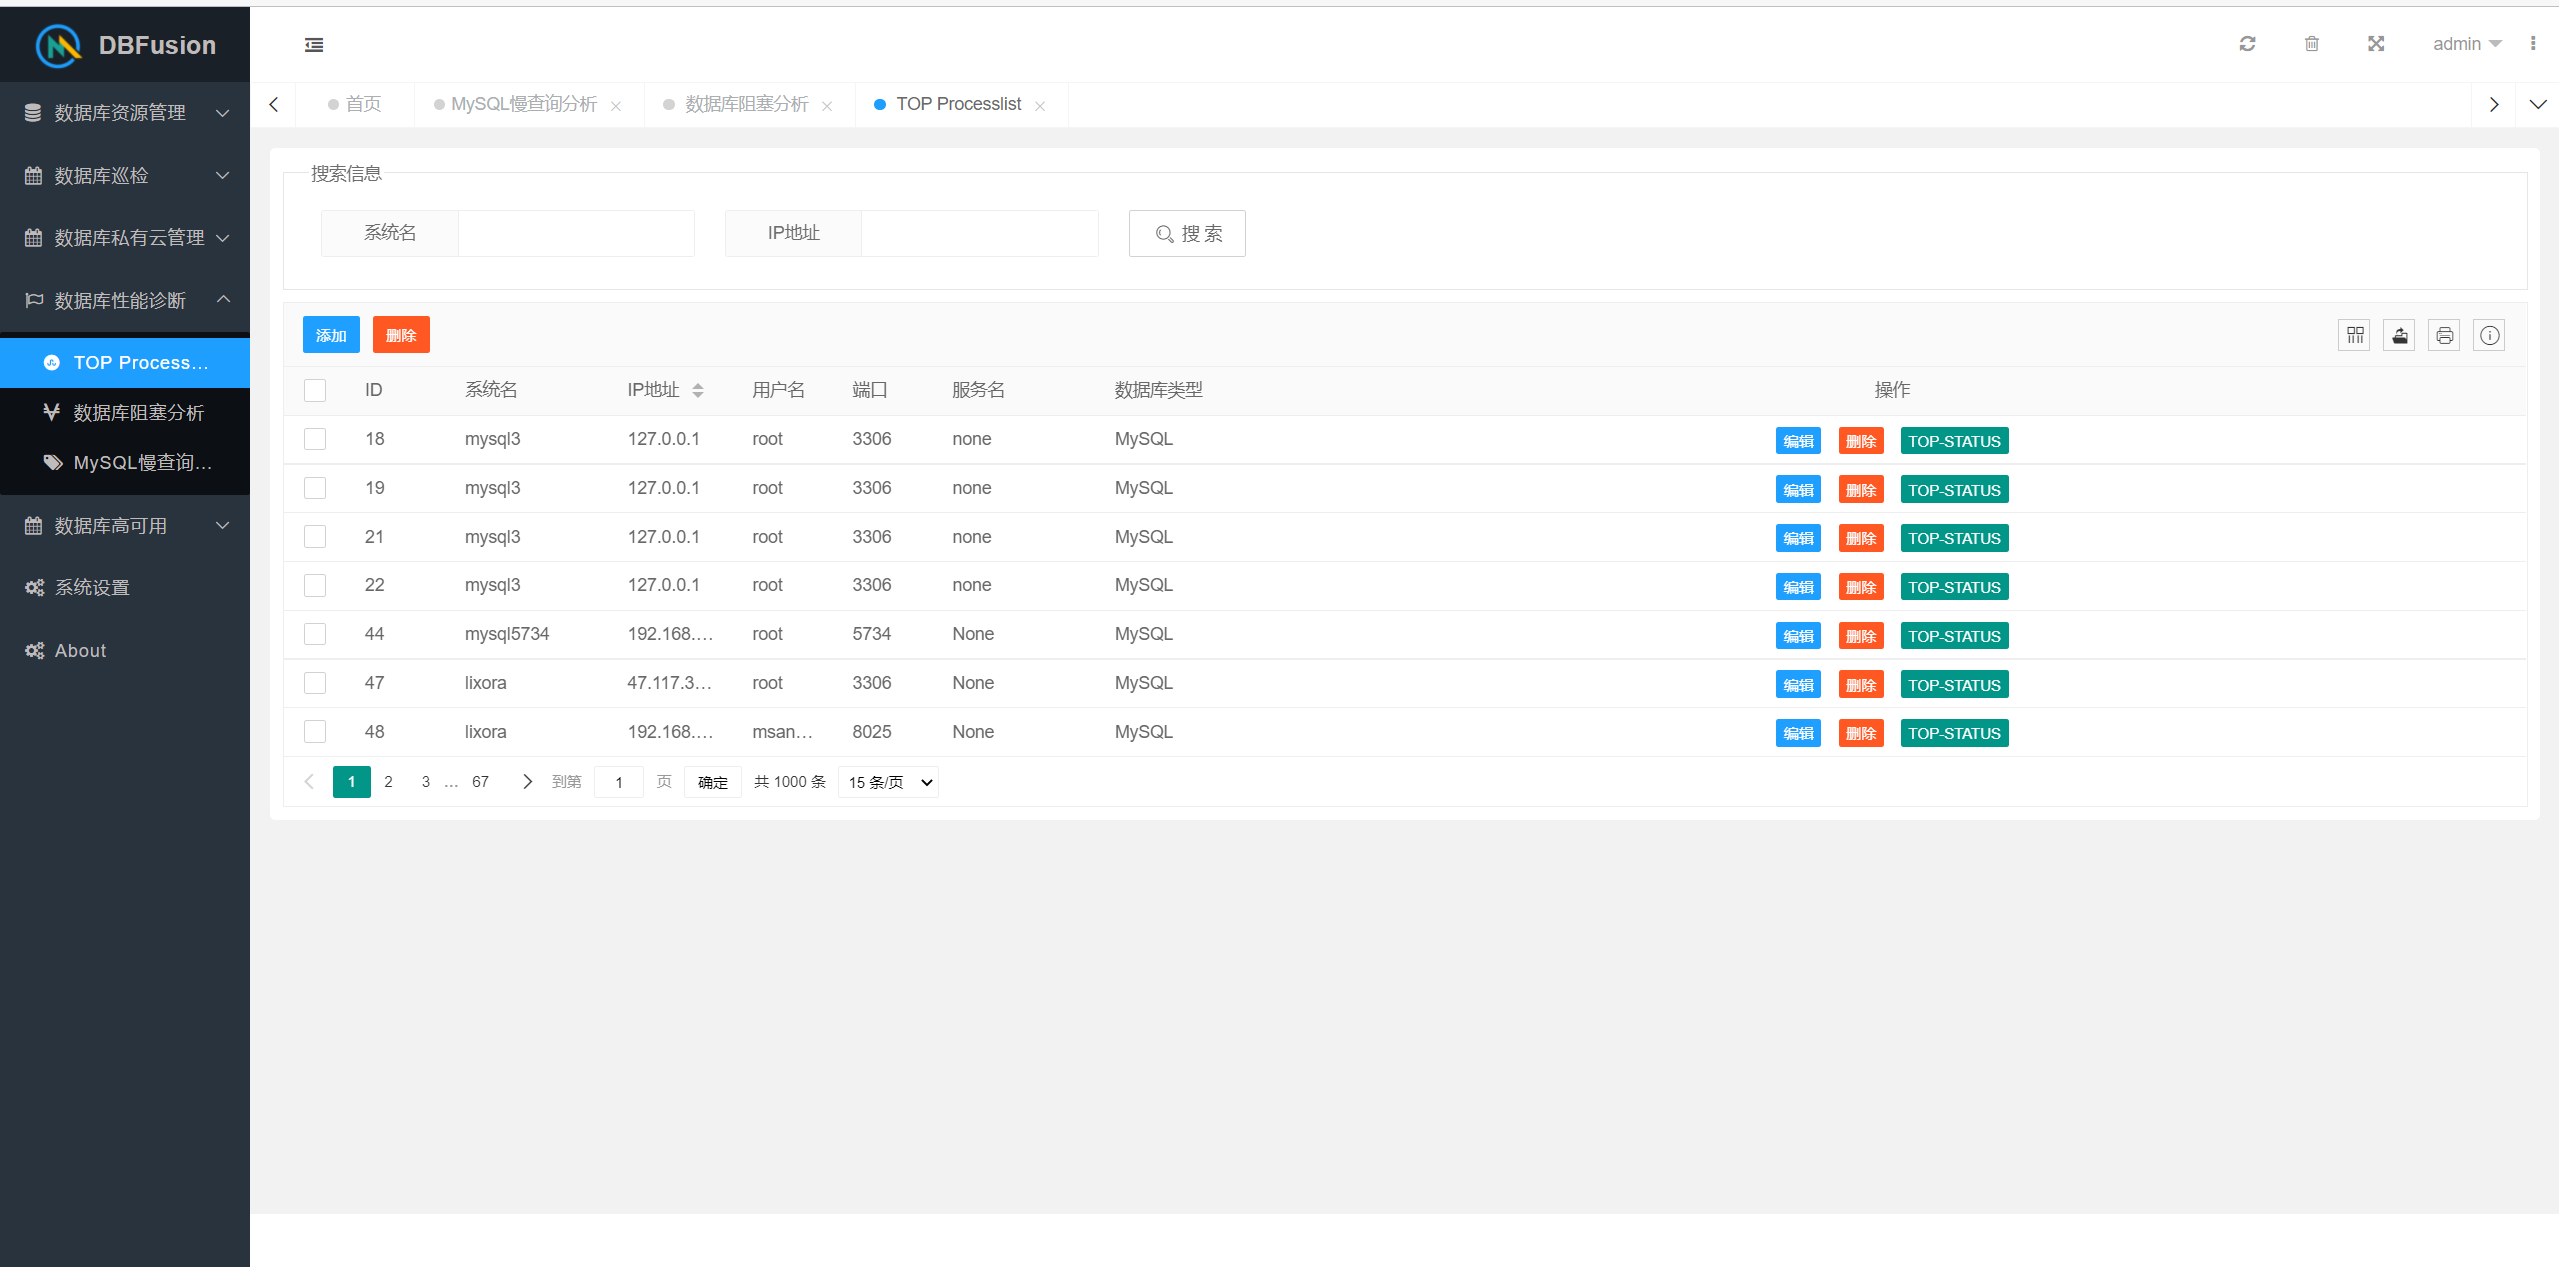 DBFusion
admin
首页
MySQL慢查询分析
数据库阻塞分析
TOP Processlist
数据库资源管理
数据库巡检
数据库私有云管理
数据库性能诊断
TOP Process...
数据库阻塞分析
MySQL慢查询...
数据库高可用
系统设置
About
搜索信息
系统名
IP地址
搜 索
添加 删除
ID 系统名 IP地址 用户名 端口 服务名 数据库类型 操作
18 mysql3 127.0.0.1 root 3306 none MySQL 编辑 删除 TOP-STATUS
19 mysql3 127.0.0.1 root 3306 none MySQL 编辑 删除 TOP-STATUS
21 mysql3 127.0.0.1 root 3306 none MySQL 编辑 删除 TOP-STATUS
22 mysql3 127.0.0.1 root 3306 none MySQL 编辑 删除 TOP-STATUS
44 mysql5734 192.168.... root 5734 None MySQL 编辑 删除 TOP-STATUS
47 lixora 47.117.3... root 3306 None MySQL 编辑 删除 TOP-STATUS
48 lixora 192.168.... msan... 8025 None MySQL 编辑 删除 TOP-STATUS
1 2 3 ... 67 到第 1 页 确定 共 1000 条 15 条/页